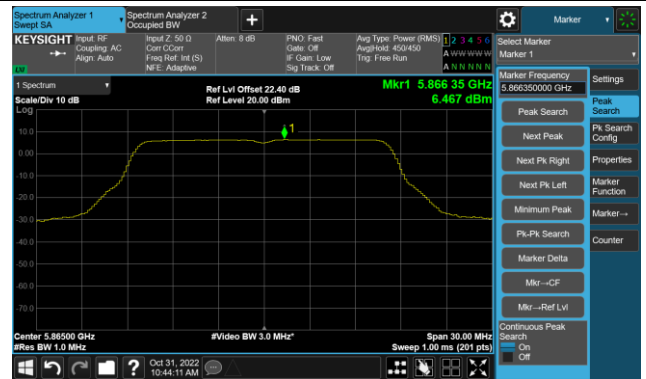 Spectrum Analyzer 1
Swept SA
Spectrum Analyzer 2
Occupied BW
+
Marker
KEYSIGHT
Input: RF
Coupling: AC
Align: Auto
Input Z: 50 Ω
Corr CCorr
Freq Ref: Int (S)
NFE: Adaptive
Atten: 8 dB
PNO: Fast
Gate: Off
IF Gain: Low
Sig Track: Off
Avg Type: Power (RMS)
Avg|Hold: 450/450
Trig: Free Run
1 2 3 4 5 6
A W W W W W
A N N N N N
Select Marker
Marker 1
1 Spectrum
Scale/Div 10 dB
Log
Ref Lvl Offset 22.40 dB
Ref Level 20.00 dBm
Mkr1 5.866 35 GHz
6.467 dBm
1
10.0
0.00
-10.0
-20.0
-30.0
-40.0
-50.0
-60.0
-70.0
Center 5.86500 GHz
#Res BW 1.0 MHz
#Video BW 3.0 MHz*
Span 30.00 MHz
Sweep 1.00 ms (201 pts)
Marker Frequency
5.866350000 GHz
Peak Search
Next Peak
Next Pk Right
Next Pk Left
Minimum Peak
Pk-Pk Search
Marker Delta
Mkr→CF
Mkr→Ref Lvl
Continuous Peak
Search
On
Off
Settings
Peak
Search
Pk Search
Config
Properties
Marker
Function
Marker→
Counter
?
Oct 31, 2022
10:44:11 AM